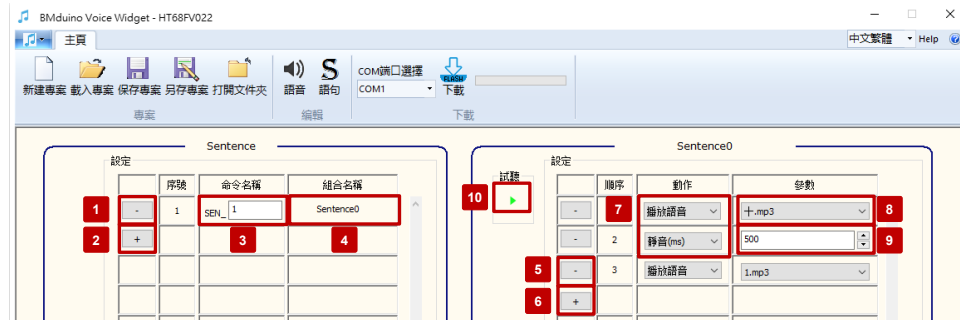 BMduino Voice Widget - HT68FV022
主頁
中文繁體 Help
新建專案 載入專案 保存專案 另存專案 打開文件夾 語音 語句 COM端口選擇 COM1 FLASH 下載
專案 編輯 下載
Sentence
設定
序號 命令名稱 組合名稱
1 - 1 SEN_ 1 Sentence0
2 + 3 4
Sentence0
設定
試聽
10
順序 動作 參數
- 7 播放語音 十.mp3 8
- 2 靜音(ms) 500 9
5 - 3 播放語音 1.mp3
6 +